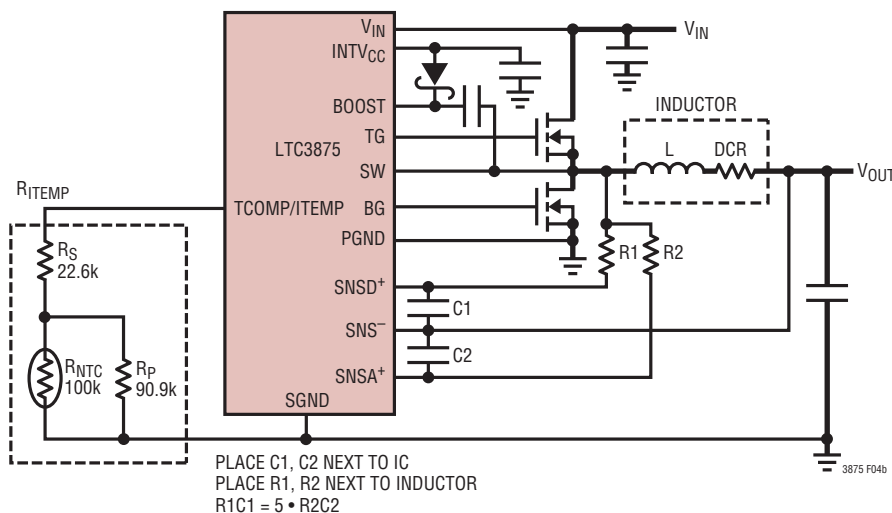 VIN
INTVCC
BOOST
TG
LTC3875
SW
TCOMP/ITEMP
BG
PGND
SNSD+
SNS−
SNSA+
SGND
VIN
INDUCTOR
L
DCR
VOUT
R1
R2
C1
C2
RITEMP
RS
22.6k
RNTC
100k
RP
90.9k
PLACE C1, C2 NEXT TO IC
PLACE R1, R2 NEXT TO INDUCTOR
R1C1 = 5 • R2C2
3875 F04b